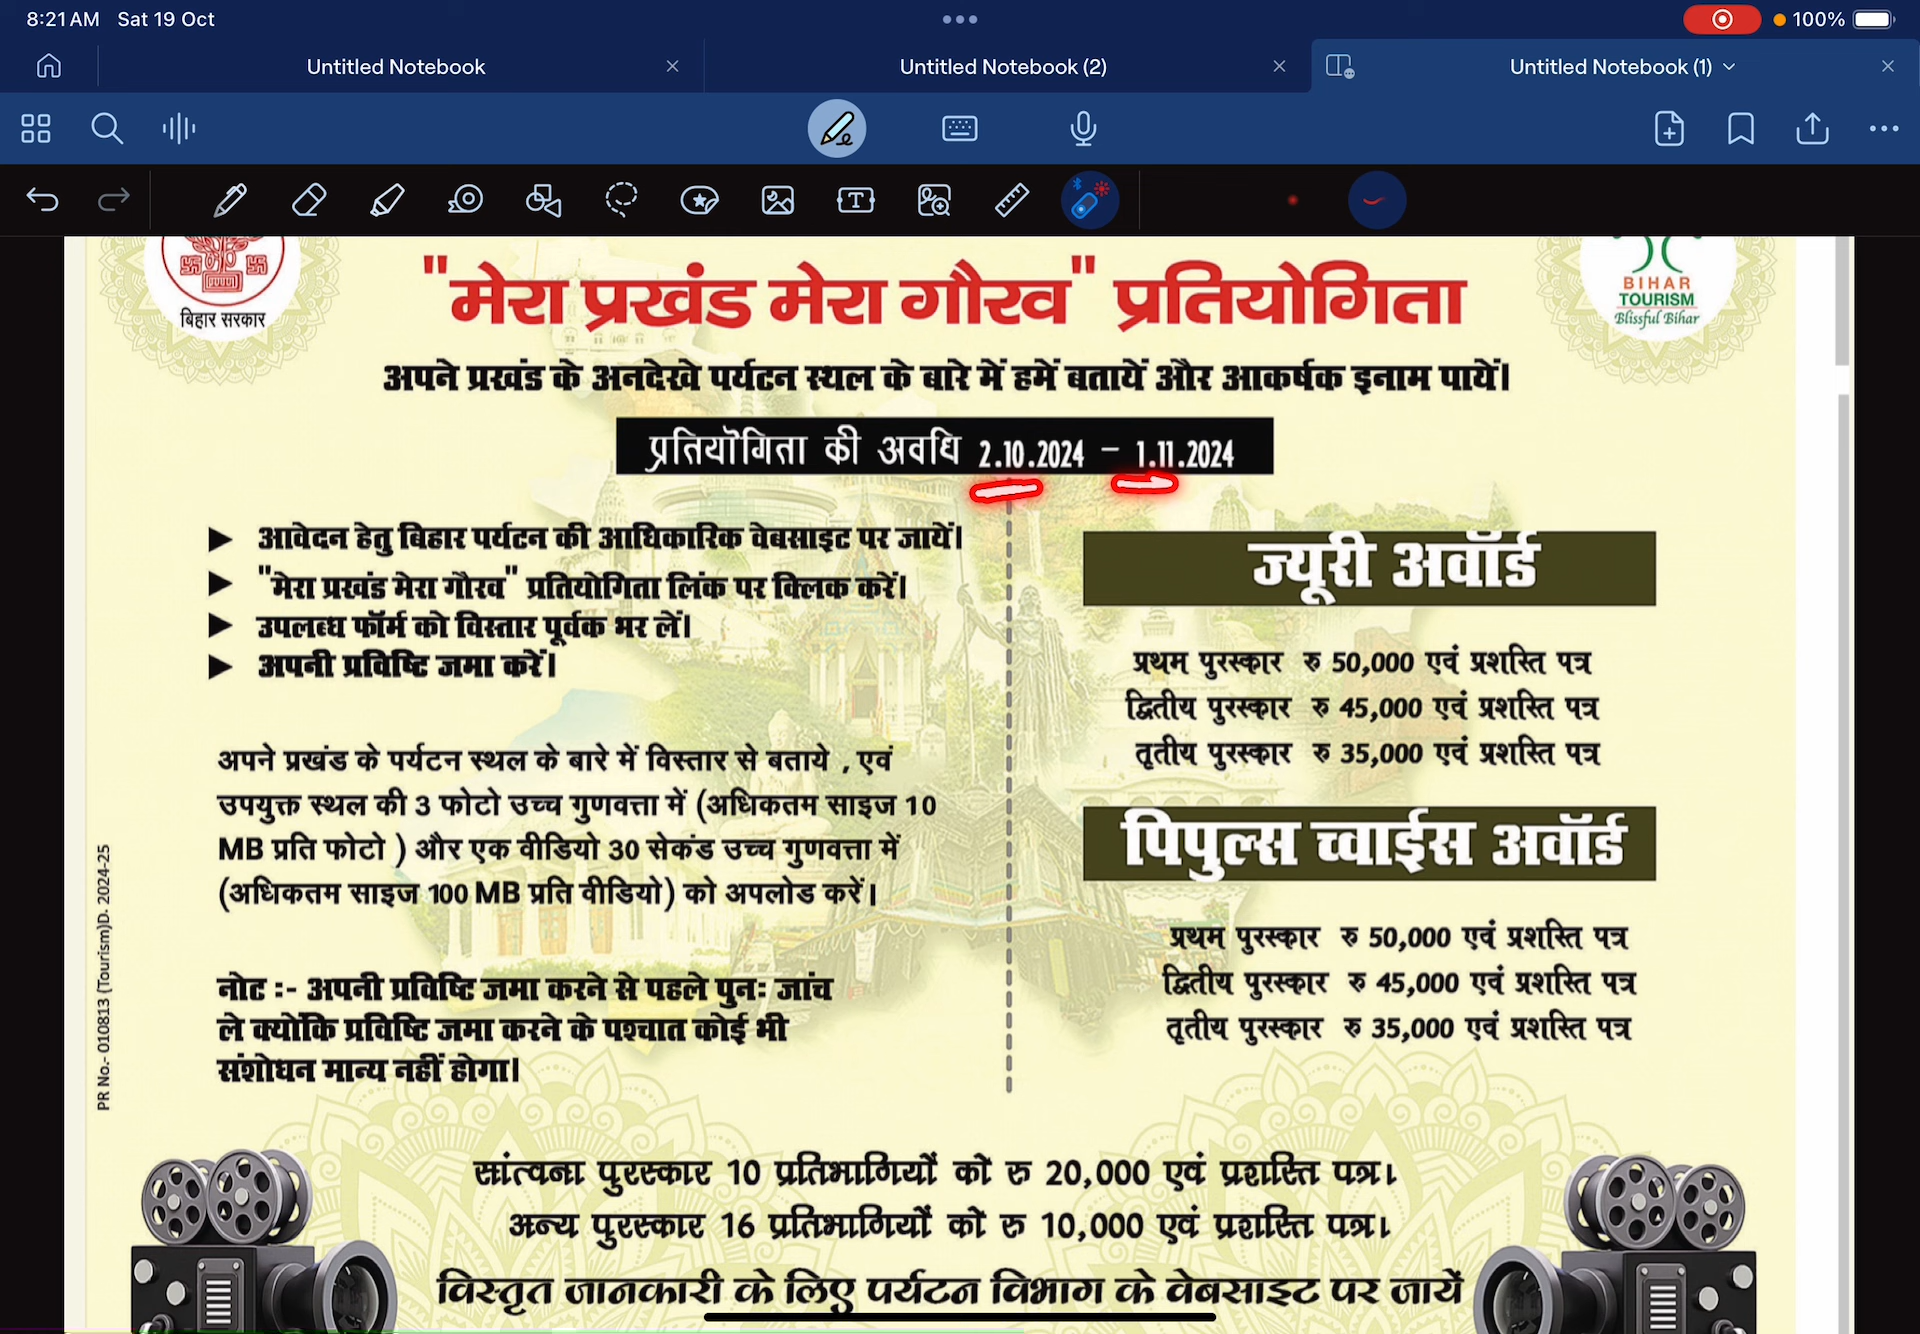 8:21 AM Sat 19 Oct
100%
Untitled Notebook
Untitled Notebook (2)
Untitled Notebook (1)
बिहार सरकार
"मेरा प्रखंड मेरा गौरव" प्रतियोगिता
BIHAR
TOURISM
Blissful Bihar
अपने प्रखंड के अनदेखे पर्यटन स्थल के बारे में हमें बतायें और आकर्षक इनाम पायें।
प्रतियोगिता की अवधि 2.10.2024 – 1.11.2024
► आवेदन हेतु बिहार पर्यटन की आधिकारिक वेबसाइट पर जायें।
► "मेरा प्रखंड मेरा गौरव" प्रतियोगिता लिंक पर क्लिक करें।
► उपलब्ध फॉर्म को विस्तार पूर्वक भर लें।
► अपनी प्रविष्टि जमा करें।
अपने प्रखंड के पर्यटन स्थल के बारे में विस्तार से बताये , एवं
उपयुक्त स्थल की 3 फोटो उच्च गुणवत्ता में (अधिकतम साइज 10
MB प्रति फोटो ) और एक वीडियो 30 सेकंड उच्च गुणवत्ता में
(अधिकतम साइज 100 MB प्रति वीडियो) को अपलोड करें।
नोट :- अपनी प्रविष्टि जमा करने से पहले पुनः जांच
ले क्योंकि प्रविष्टि जमा करने के पश्चात कोई भी
संशोधन मान्य नहीं होगा।
ज्यूरी अवॉर्ड
प्रथम पुरस्कार रु 50,000 एवं प्रशस्ति पत्र
द्वितीय पुरस्कार रु 45,000 एवं प्रशस्ति पत्र
तृतीय पुरस्कार रु 35,000 एवं प्रशस्ति पत्र
पिपुल्स च्वाईस अवॉर्ड
प्रथम पुरस्कार रु 50,000 एवं प्रशस्ति पत्र
द्वितीय पुरस्कार रु 45,000 एवं प्रशस्ति पत्र
तृतीय पुरस्कार रु 35,000 एवं प्रशस्ति पत्र
PR No.- 010813 (Tourism)D. 2024-25
सांत्वना पुरस्कार 10 प्रतिभागियों को रु 20,000 एवं प्रशस्ति पत्र।
अन्य पुरस्कार 16 प्रतिभागियों को रु 10,000 एवं प्रशस्ति पत्र।
विस्तृत जानकारी के लिए पर्यटन विभाग के वेबसाइट पर जायें